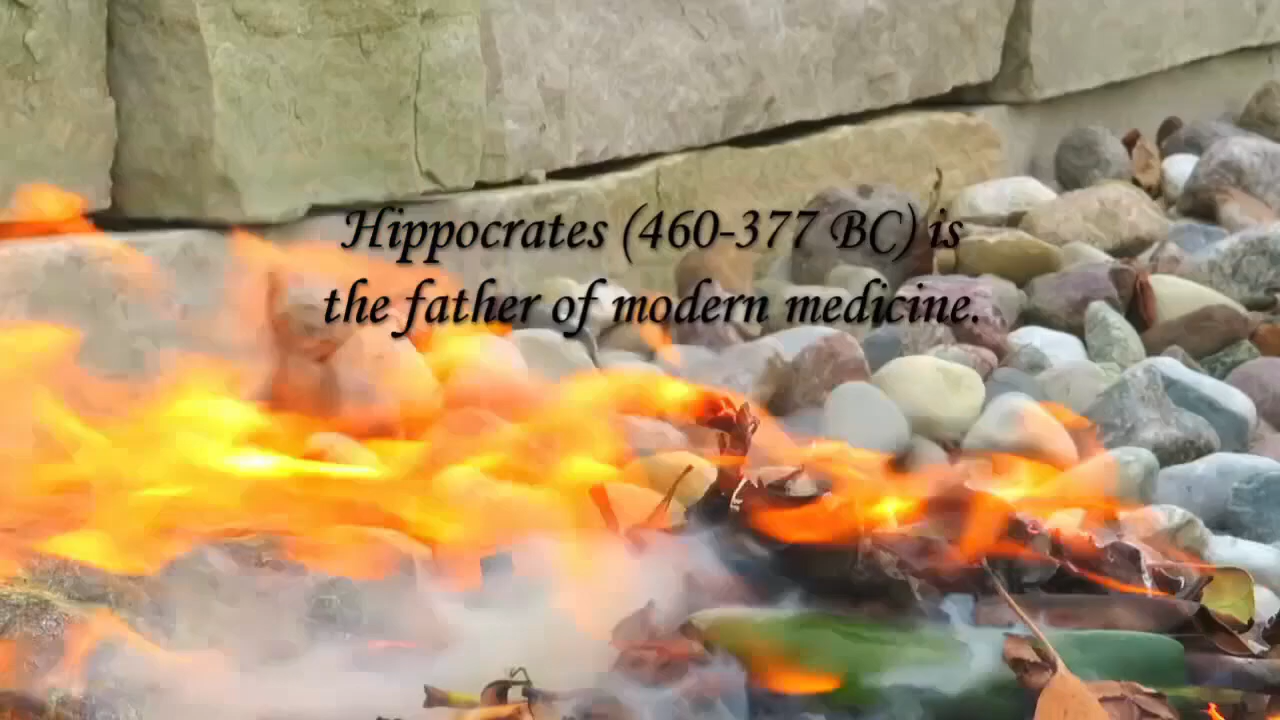 Hippocrates (460-377 BC) is
the father of modern medicine.